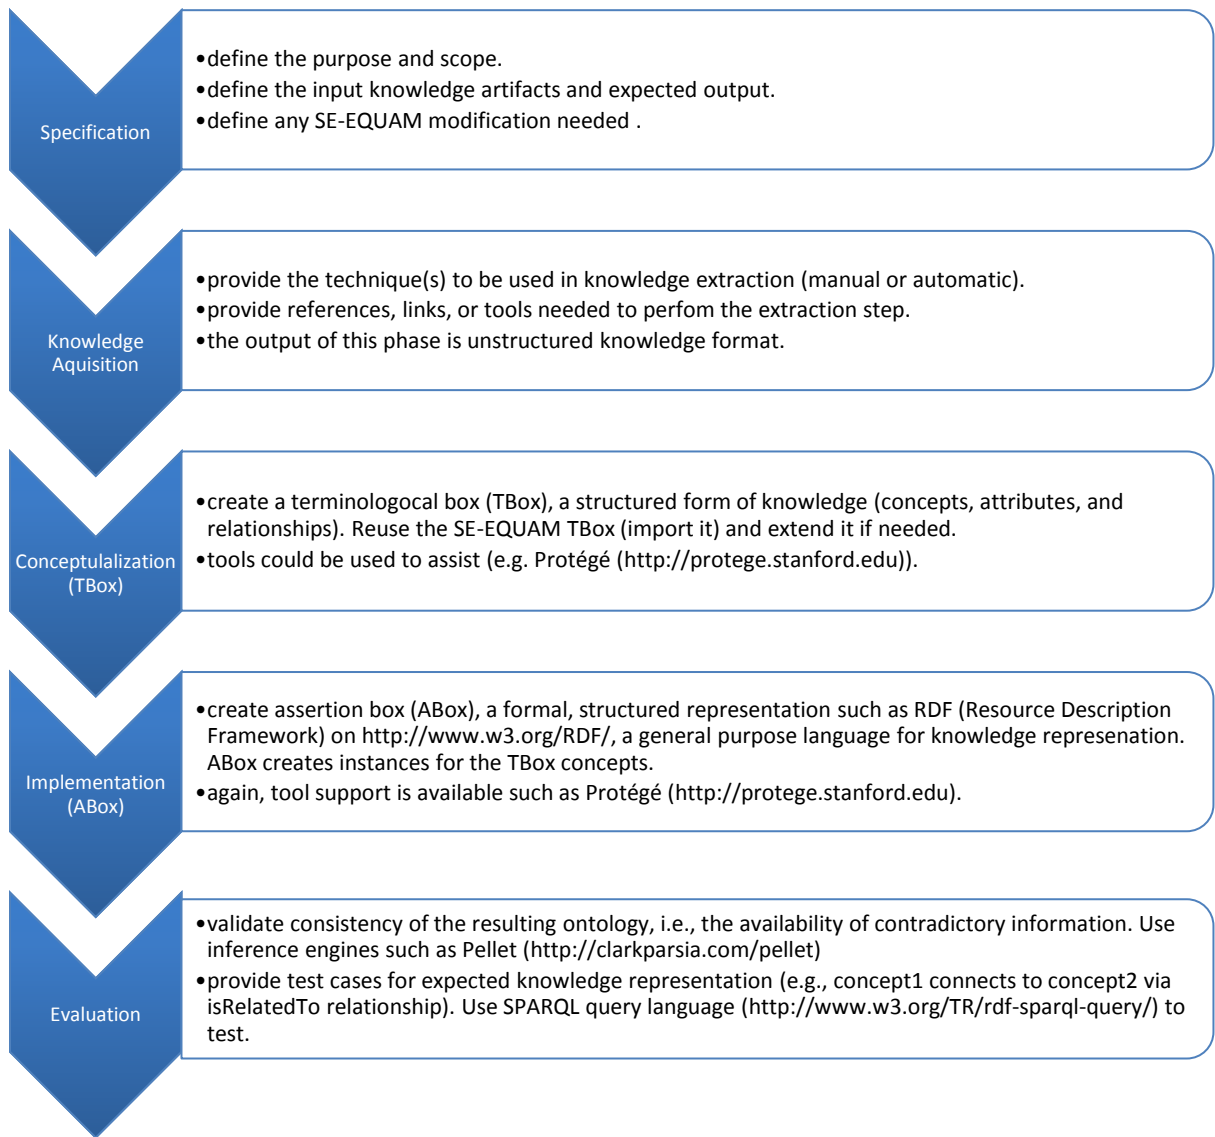 Specification
•define the purpose and scope.
•define the input knowledge artifacts and expected output.
•define any SE-EQUAM modification needed .
Knowledge
Aquisition
•provide the technique(s) to be used in knowledge extraction (manual or automatic).
•provide references, links, or tools needed to perfom the extraction step.
•the output of this phase is unstructured knowledge format.
Conceptulalization
(TBox)
•create a terminologocal box (TBox), a structured form of knowledge (concepts, attributes, and
relationships). Reuse the SE-EQUAM TBox (import it) and extend it if needed.
•tools could be used to assist (e.g. Protégé (http://protege.stanford.edu)).
Implementation
(ABox)
•create assertion box (ABox), a formal, structured representation such as RDF (Resource Description
Framework) on http://www.w3.org/RDF/, a general purpose language for knowledge represenation.
ABox creates instances for the TBox concepts.
•again, tool support is available such as Protégé (http://protege.stanford.edu).
Evaluation
•validate consistency of the resulting ontology, i.e., the availability of contradictory information. Use
inference engines such as Pellet (http://clarkparsia.com/pellet)
•provide test cases for expected knowledge representation (e.g., concept1 connects to concept2 via
isRelatedTo relationship). Use SPARQL query language (http://www.w3.org/TR/rdf-sparql-query/) to
test.